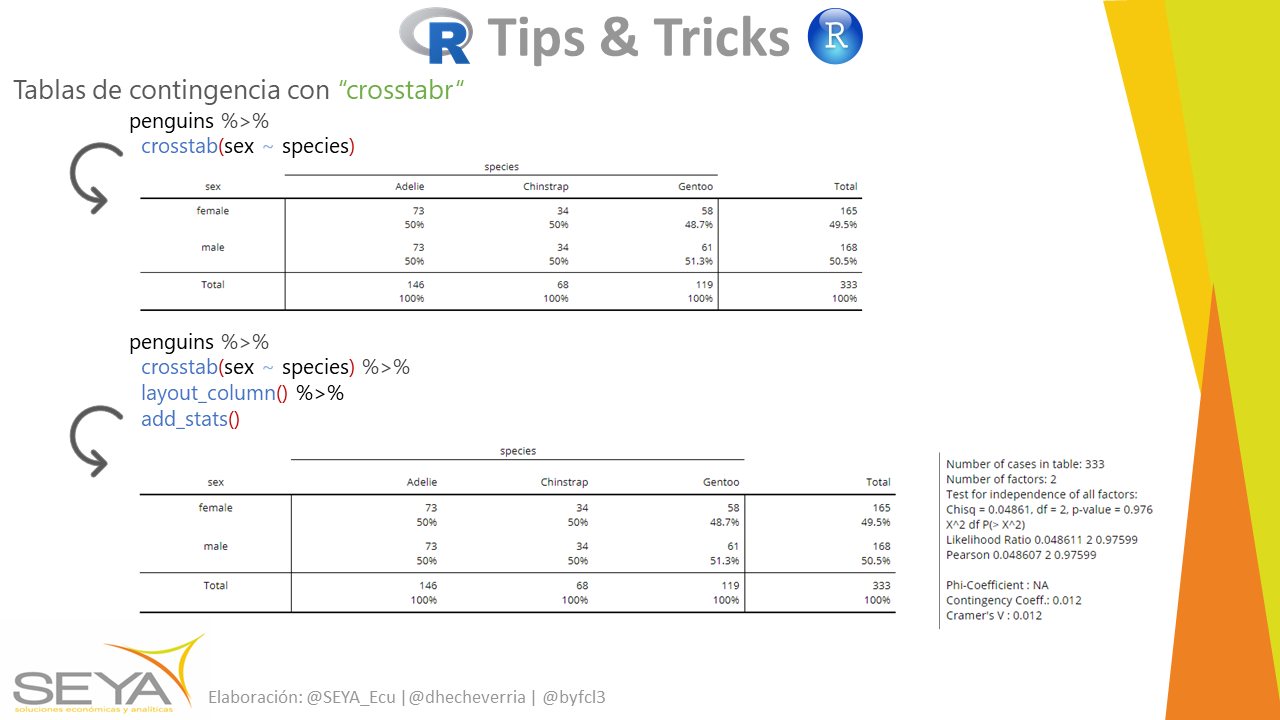 R Tips & Tricks R
Tablas de contingencia con “crosstabr“
penguins %>%
crosstab(sex ~ species)
species
sex Adelie Chinstrap Gentoo Total
female 73 34 58 165
50% 50% 48.7% 49.5%
male 73 34 61 168
50% 50% 51.3% 50.5%
Total 146 68 119 333
100% 100% 100% 100%
penguins %>%
crosstab(sex ~ species) %>%
layout_column() %>%
add_stats()
species
sex Adelie Chinstrap Gentoo Total
female 73 34 58 165
50% 50% 48.7% 49.5%
male 73 34 61 168
50% 50% 51.3% 50.5%
Total 146 68 119 333
100% 100% 100% 100%
Number of cases in table: 333
Number of factors: 2
Test for independence of all factors:
Chisq = 0.04861, df = 2, p-value = 0.976
X^2 df P(> X^2)
Likelihood Ratio 0.048611 2 0.97599
Pearson 0.048607 2 0.97599
Phi-Coefficient : NA
Contingency Coeff.: 0.012
Cramer's V : 0.012
SEYA
soluciones económicas y analíticas
Elaboración: @SEYA_Ecu |@dhecheverria | @byfcl3